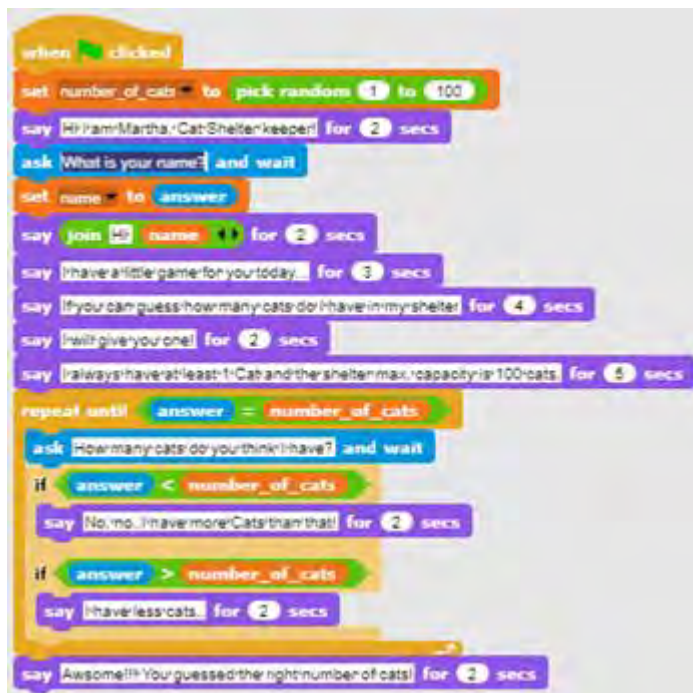 when clicked
set number_of_cats to pick random 1 to 100
say Hi! I am Martha, Cat Shelter keeper! for 2 secs
ask What is your name? and wait
set name to answer
say join Hi name for 2 secs
say I have a little game for you today... for 3 secs
say If you can guess how many cats do I have in my shelter for 4 secs
say I will give you one! for 2 secs
say I always have at least 1 Cat and the shelter max. capacity is 100 cats. for 5 secs
repeat until answer = number_of_cats
ask How many cats do you think I have? and wait
if answer < number_of_cats
say No, no. I have more Cats than that! for 2 secs
if answer > number_of_cats
say I have less cats. for 2 secs
say Awsome!!! You guessed the right number of cats! for 2 secs